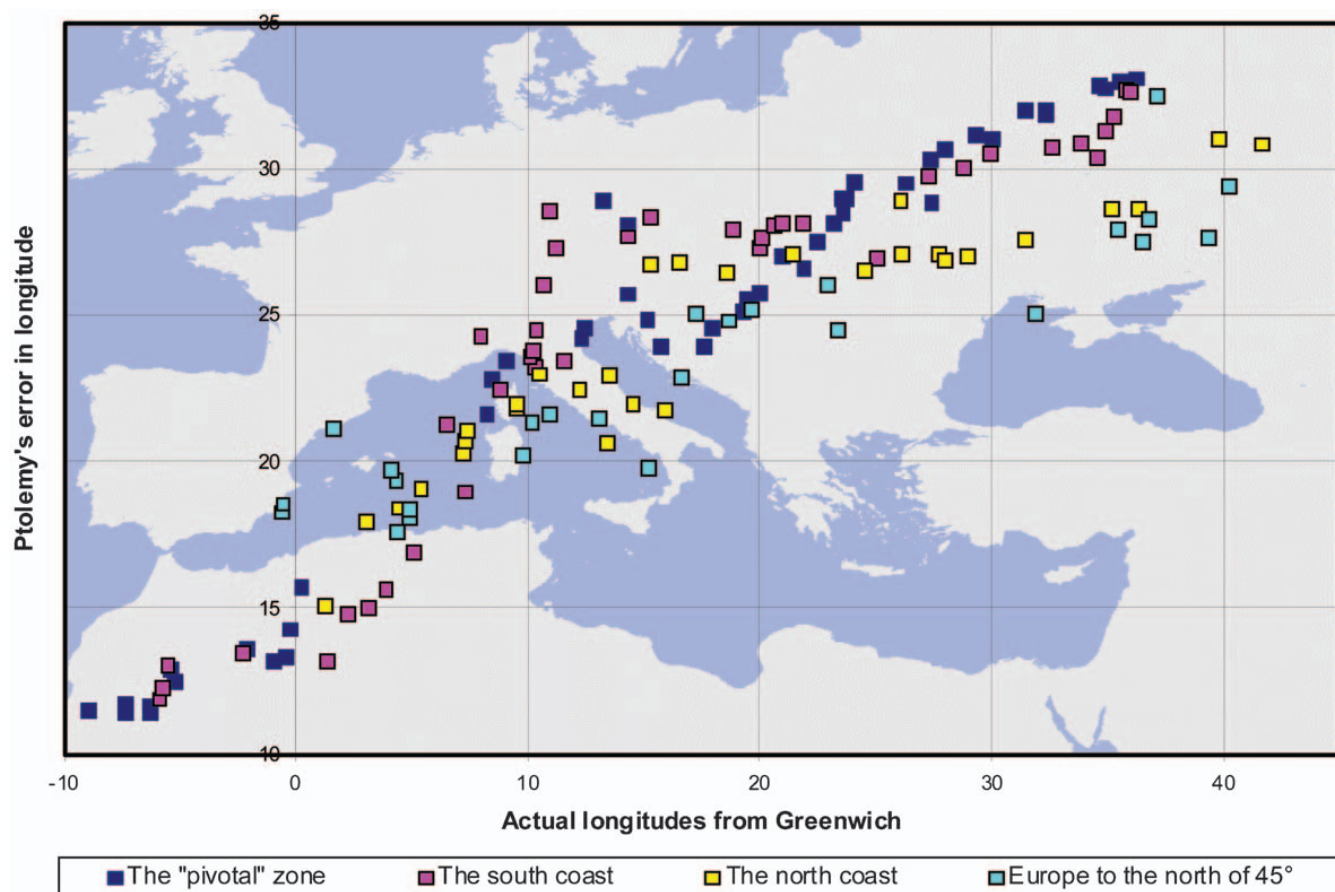 35
30
25
20
15
10
Ptolemy's error in longitude
-10 0 10 20 30 40
Actual longitudes from Greenwich
The "pivotal" zone The south coast The north coast Europe to the north of 45°